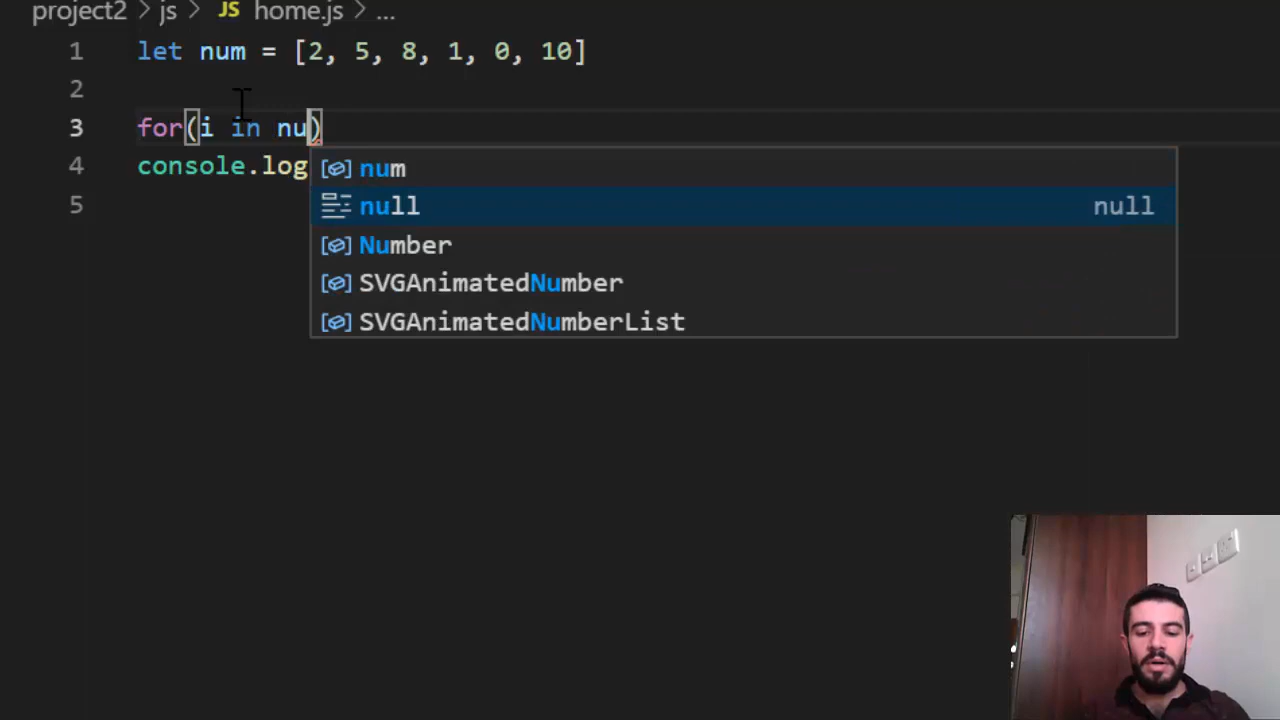 project2 > js > JS home.js > ...
1 let num = [2, 5, 8, 1, 0, 10]
2
3 for(i in nu)
4 console.log
5
num
null null
Number
SVGAnimatedNumber
SVGAnimatedNumberList